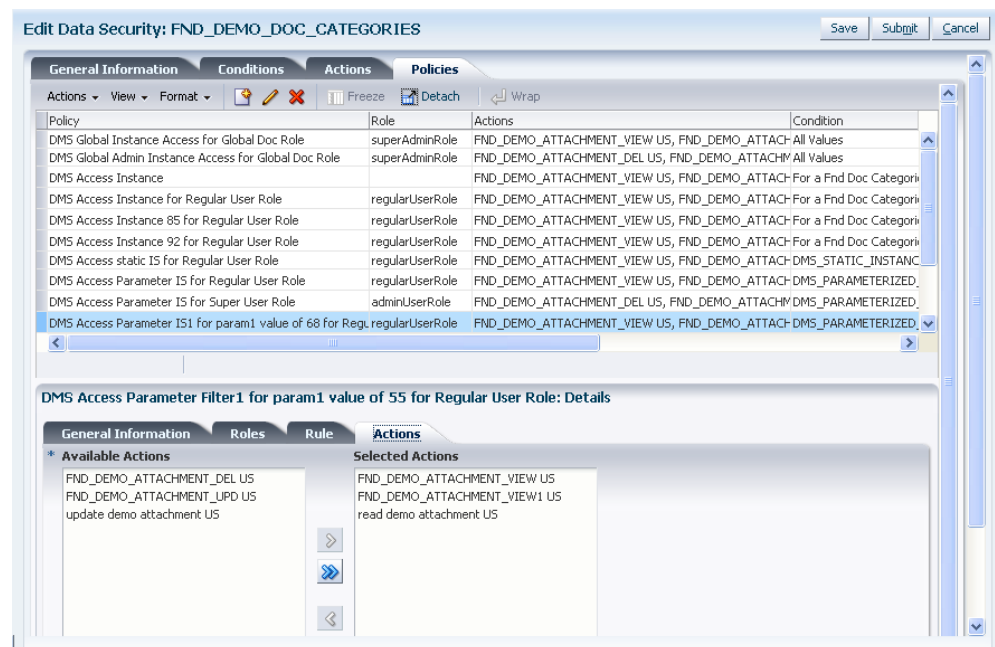 Edit Data Security: FND_DEMO_DOC_CATEGORIES
Save Submit Cancel
General Information Conditions Actions Policies
Actions View Format Freeze Detach Wrap
Policy Role Actions Condition
DMS Global Instance Access for Global Doc Role superAdminRole FND_DEMO_ATTACHMENT_VIEW US, FND_DEMO_ATTACH All Values
DMS Global Admin Instance Access for Global Doc Role superAdminRole FND_DEMO_ATTACHMENT_DEL US, FND_DEMO_ATTACHM All Values
DMS Access Instance FND_DEMO_ATTACHMENT_VIEW US, FND_DEMO_ATTACH For a Fnd Doc Categori
DMS Access Instance for Regular User Role regularUserRole FND_DEMO_ATTACHMENT_VIEW US, FND_DEMO_ATTACH For a Fnd Doc Categori
DMS Access Instance 85 for Regular User Role regularUserRole FND_DEMO_ATTACHMENT_VIEW US, FND_DEMO_ATTACH For a Fnd Doc Categori
DMS Access Instance 92 for Regular User Role regularUserRole FND_DEMO_ATTACHMENT_VIEW US, FND_DEMO_ATTACH For a Fnd Doc Categori
DMS Access static IS for Regular User Role regularUserRole FND_DEMO_ATTACHMENT_VIEW US, FND_DEMO_ATTACH DMS_STATIC_INSTANC
DMS Access Parameter IS for Regular User Role regularUserRole FND_DEMO_ATTACHMENT_VIEW US, FND_DEMO_ATTACH DMS_PARAMETERIZED_
DMS Access Parameter IS for Super User Role adminUserRole FND_DEMO_ATTACHMENT_DEL US, FND_DEMO_ATTACHM DMS_PARAMETERIZED_
DMS Access Parameter IS1 for param1 value of 68 for Regu regularUserRole FND_DEMO_ATTACHMENT_VIEW US, FND_DEMO_ATTACH DMS_PARAMETERIZED_
DMS Access Parameter Filter1 for param1 value of 55 for Regular User Role: Details
General Information Roles Rule Actions
* Available Actions Selected Actions
FND_DEMO_ATTACHMENT_DEL US FND_DEMO_ATTACHMENT_VIEW US
FND_DEMO_ATTACHMENT_UPD US FND_DEMO_ATTACHMENT_VIEW1 US
update demo attachment US read demo attachment US